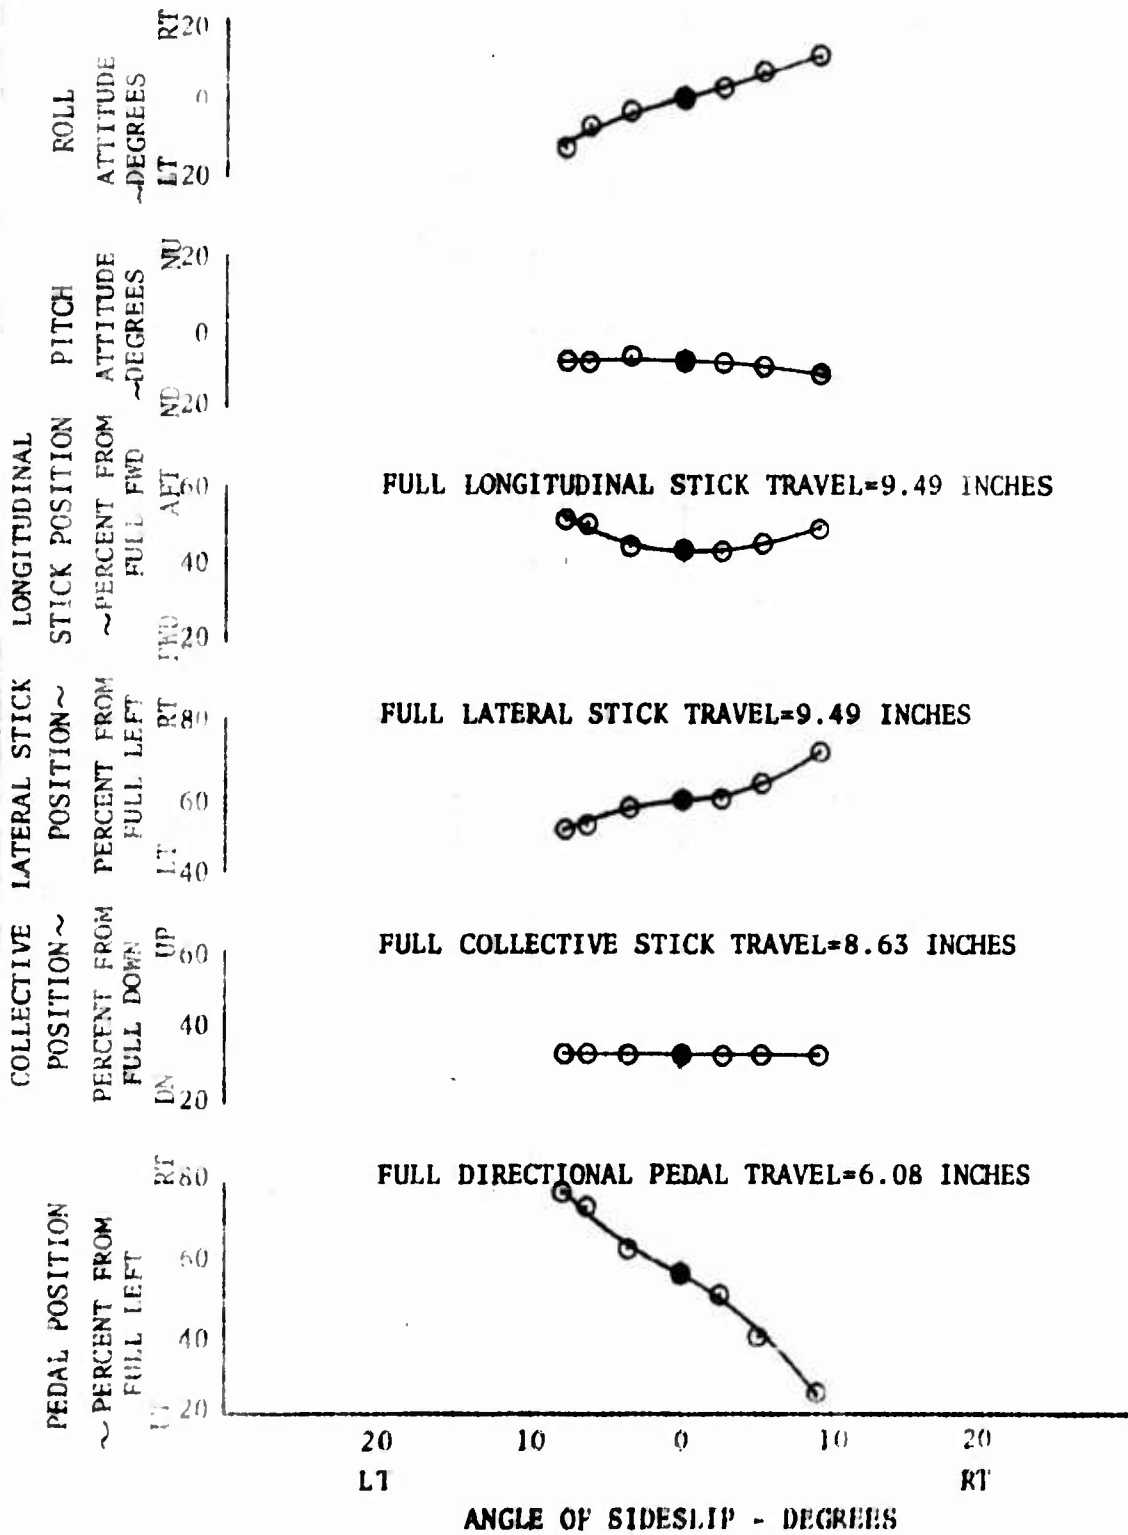 ROLL
ATTITUDE
~DEGREES
RT
20
0
LT
20
PITCH
ATTITUDE
~DEGREES
NU
20
0
ND
20
LONGITUDINAL
STICK POSITION
~PERCENT FROM
FULL FWD
AFT
60
40
FWD
20
FULL LONGITUDINAL STICK TRAVEL=9.49 INCHES
LATERAL STICK
POSITION~
PERCENT FROM
FULL LEFT
RT
80
60
LT
40
FULL LATERAL STICK TRAVEL=9.49 INCHES
COLLECTIVE
POSITION~
PERCENT FROM
FULL DOWN
UP
60
40
DN
20
FULL COLLECTIVE STICK TRAVEL=8.63 INCHES
PEDAL POSITION
~PERCENT FROM
FULL LEFT
RT
80
60
40
LT
20
FULL DIRECTIONAL PEDAL TRAVEL=6.08 INCHES
20 10 0 10 20
LT RT
ANGLE OF SIDESLIP - DEGREES